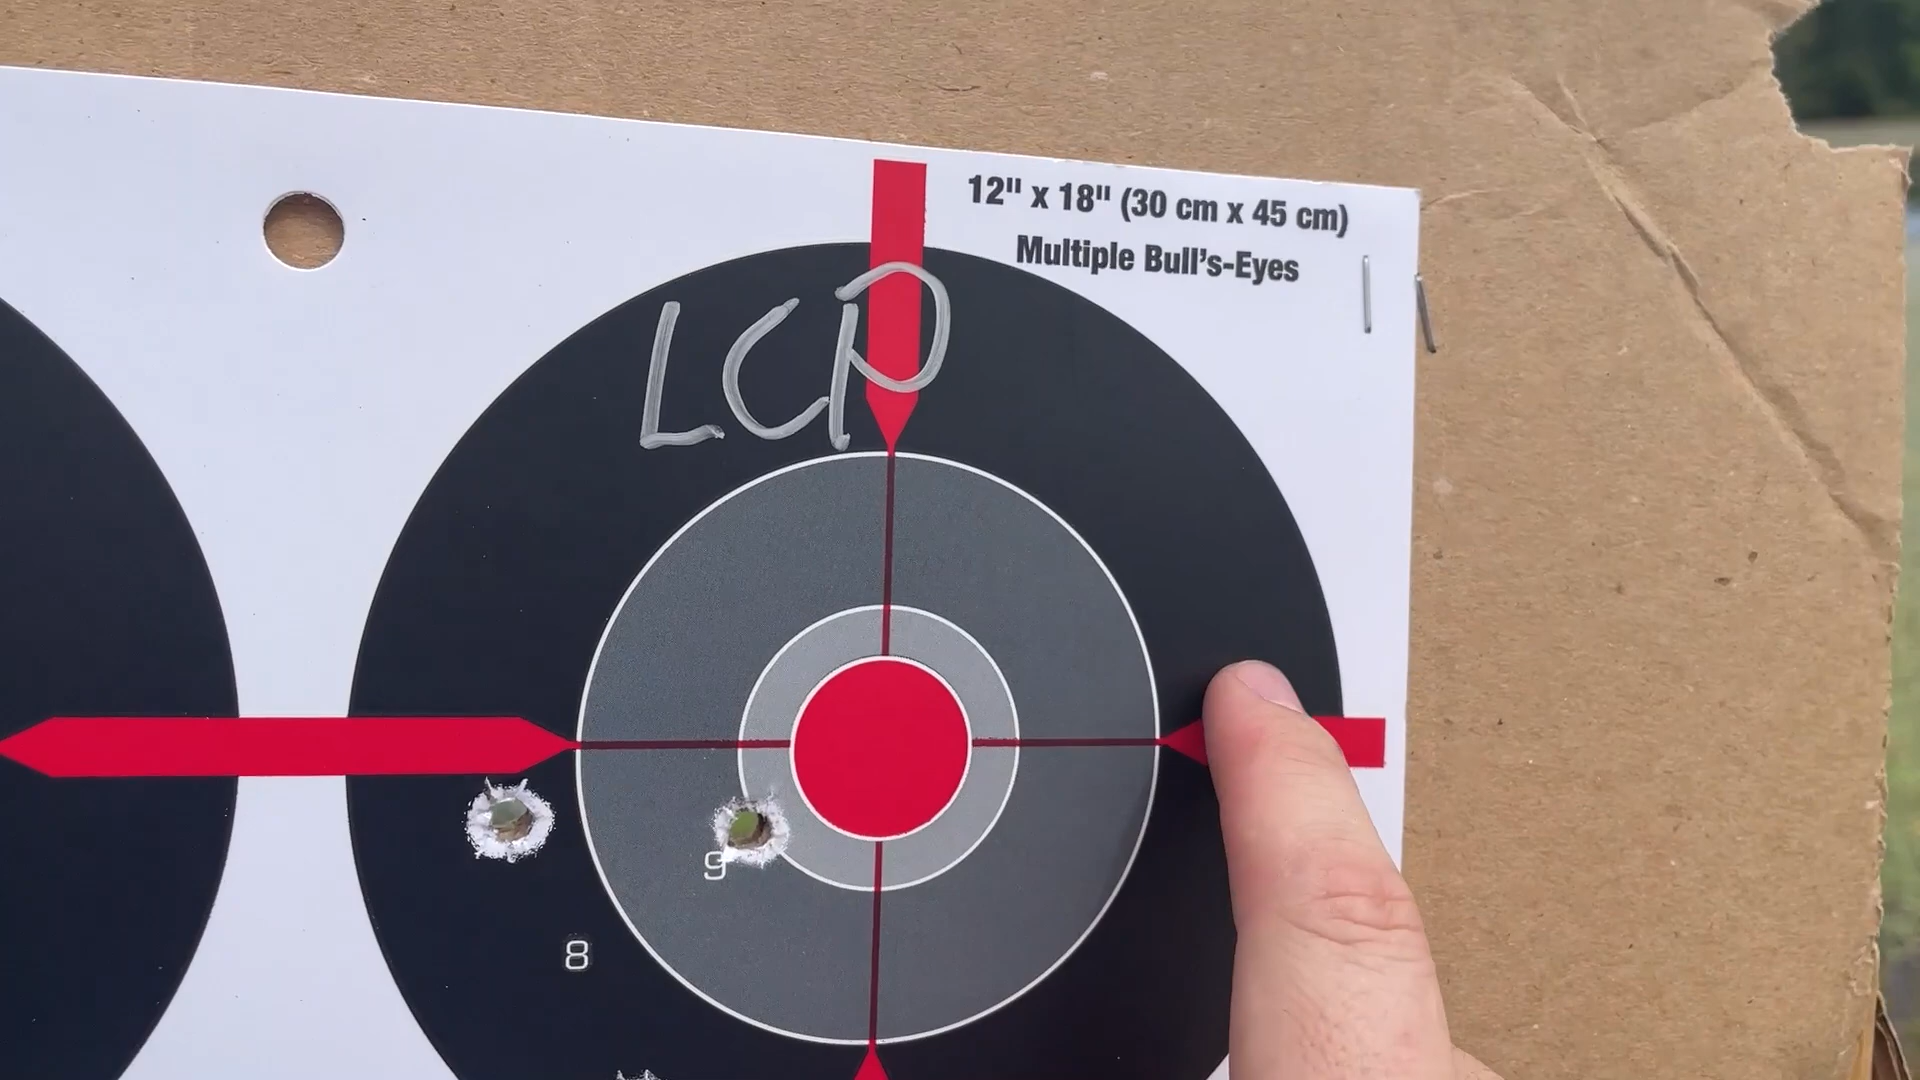 12" x 18" (30 cm x 45 cm)
Multiple Bull's-Eyes
LCP
9
8